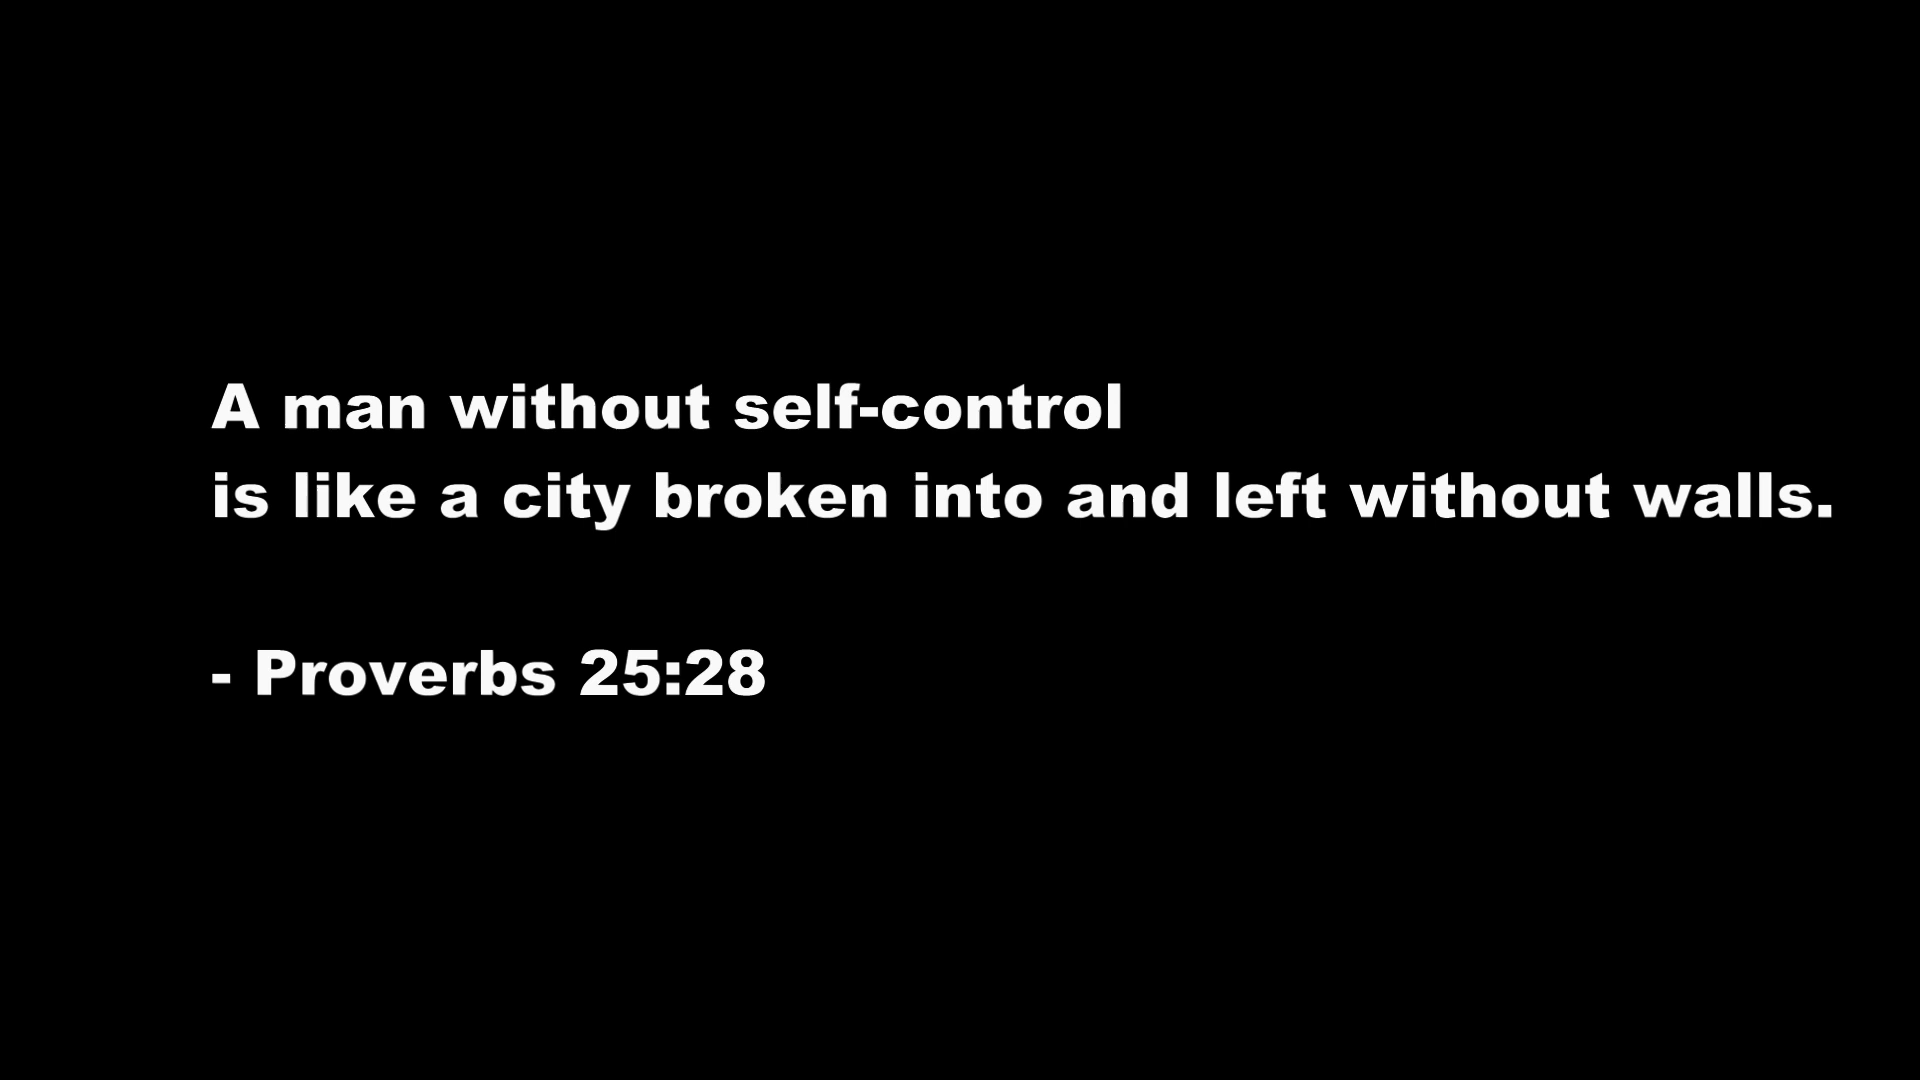 A man without self-control
is like a city broken into and left without walls.
- Proverbs 25:28